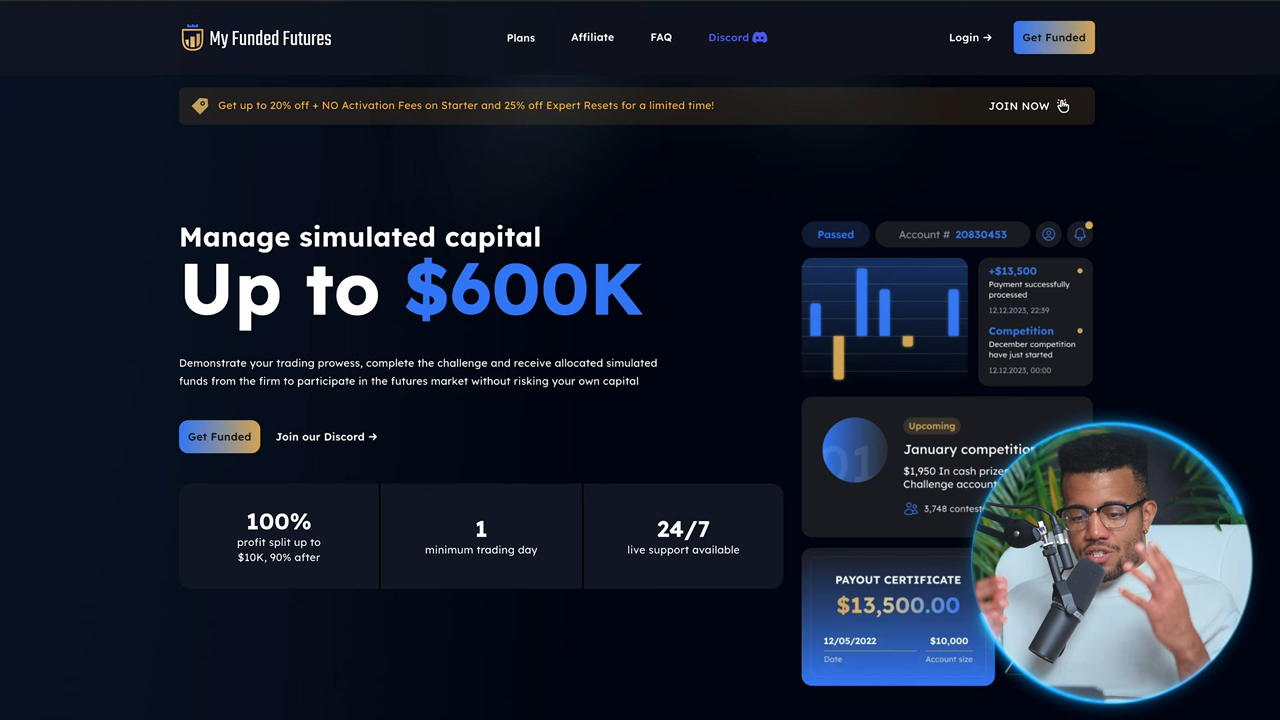 My Funded Futures
Plans
Affiliate
FAQ
Discord
Login →
Get Funded
Get up to 20% off + NO Activation Fees on Starter and 25% off Expert Resets for a limited time!
JOIN NOW
Manage simulated capital
Up to $600K
Demonstrate your trading prowess, complete the challenge and receive allocated simulated
funds from the firm to participate in the futures market without risking your own capital
Get Funded
Join our Discord →
100%
profit split up to
$10K, 90% after
1
minimum trading day
24/7
live support available
Passed
Account # 20830453
+$13,500
Payment successfully
processed
12.12.2023, 22:39
Competition
December competition
have just started
12.12.2023, 00:00
01
Upcoming
January competition
$1,950 In cash prizes
Challenge account
3,748 contest
PAYOUT CERTIFICATE
$13,500.00
12/05/2022
Date
$10,000
Account size